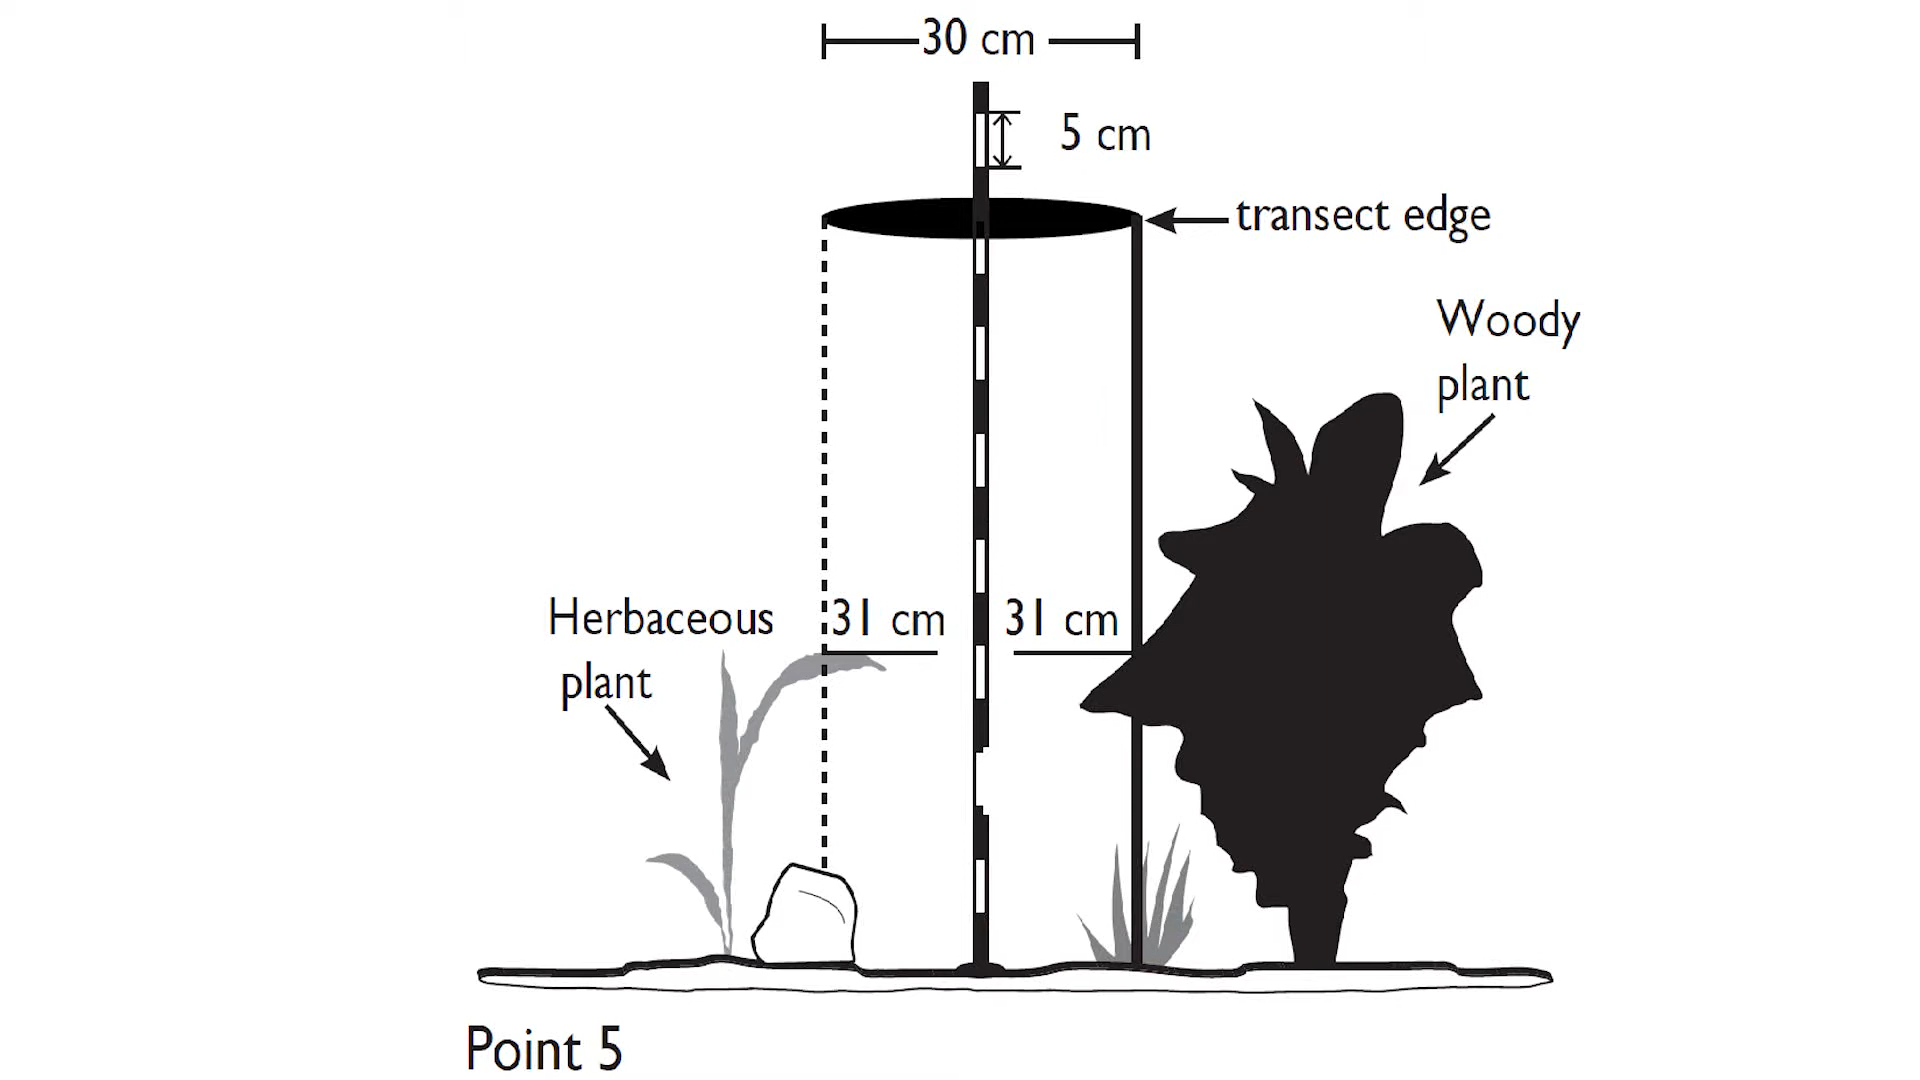 30 cm
5 cm
transect edge
Woody
plant
Herbaceous
plant
31 cm
31 cm
Point 5